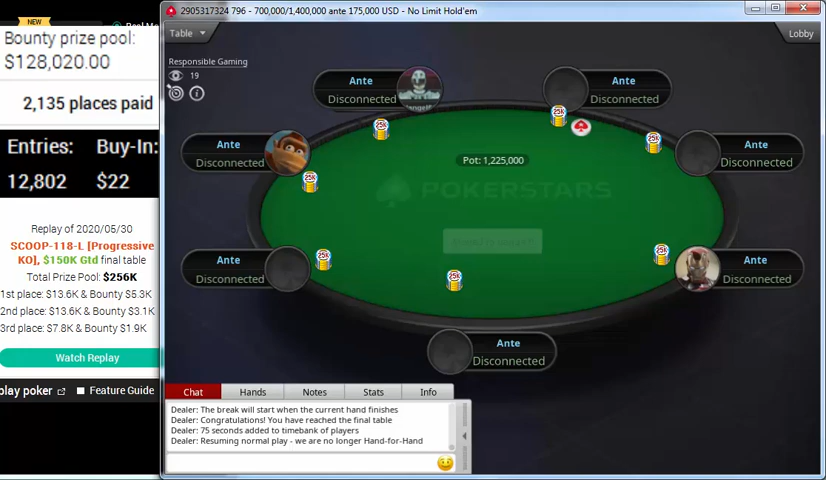 NEW
Bounty prize pool:
$128,020.00
2,135 places paid
Entries: Buy-In:
12,802 $22
Replay of 2020/05/30
SCOOP-118-L [Progressive
KO], $150K Gtd final table
Total Prize Pool: $256K
1st place: $13.6K & Bounty $5.3K
2nd place: $13.6K & Bounty $3.1K
3rd place: $7.8K & Bounty $1.9K
Watch Replay
play poker Feature Guide
2905317324 796 - 700,000/1,400,000 ante 175,000 USD - No Limit Hold'em
Table Lobby
Responsible Gaming
19
Ante
Disconnected
Ante
Disconnected
Ante
Disconnected
Ante
Disconnected
Pot: 1,225,000
POKERSTARS
Ante
Disconnected
Ante
Disconnected
Ante
Disconnected
25K
25K
25K
25K
25K
25K
25K
Chat Hands Notes Stats Info
Dealer: The break will start when the current hand finishes
Dealer: Congratulations! You have reached the final table
Dealer: 75 seconds added to timebank of players
Dealer: Resuming normal play - we are no longer Hand-for-Hand